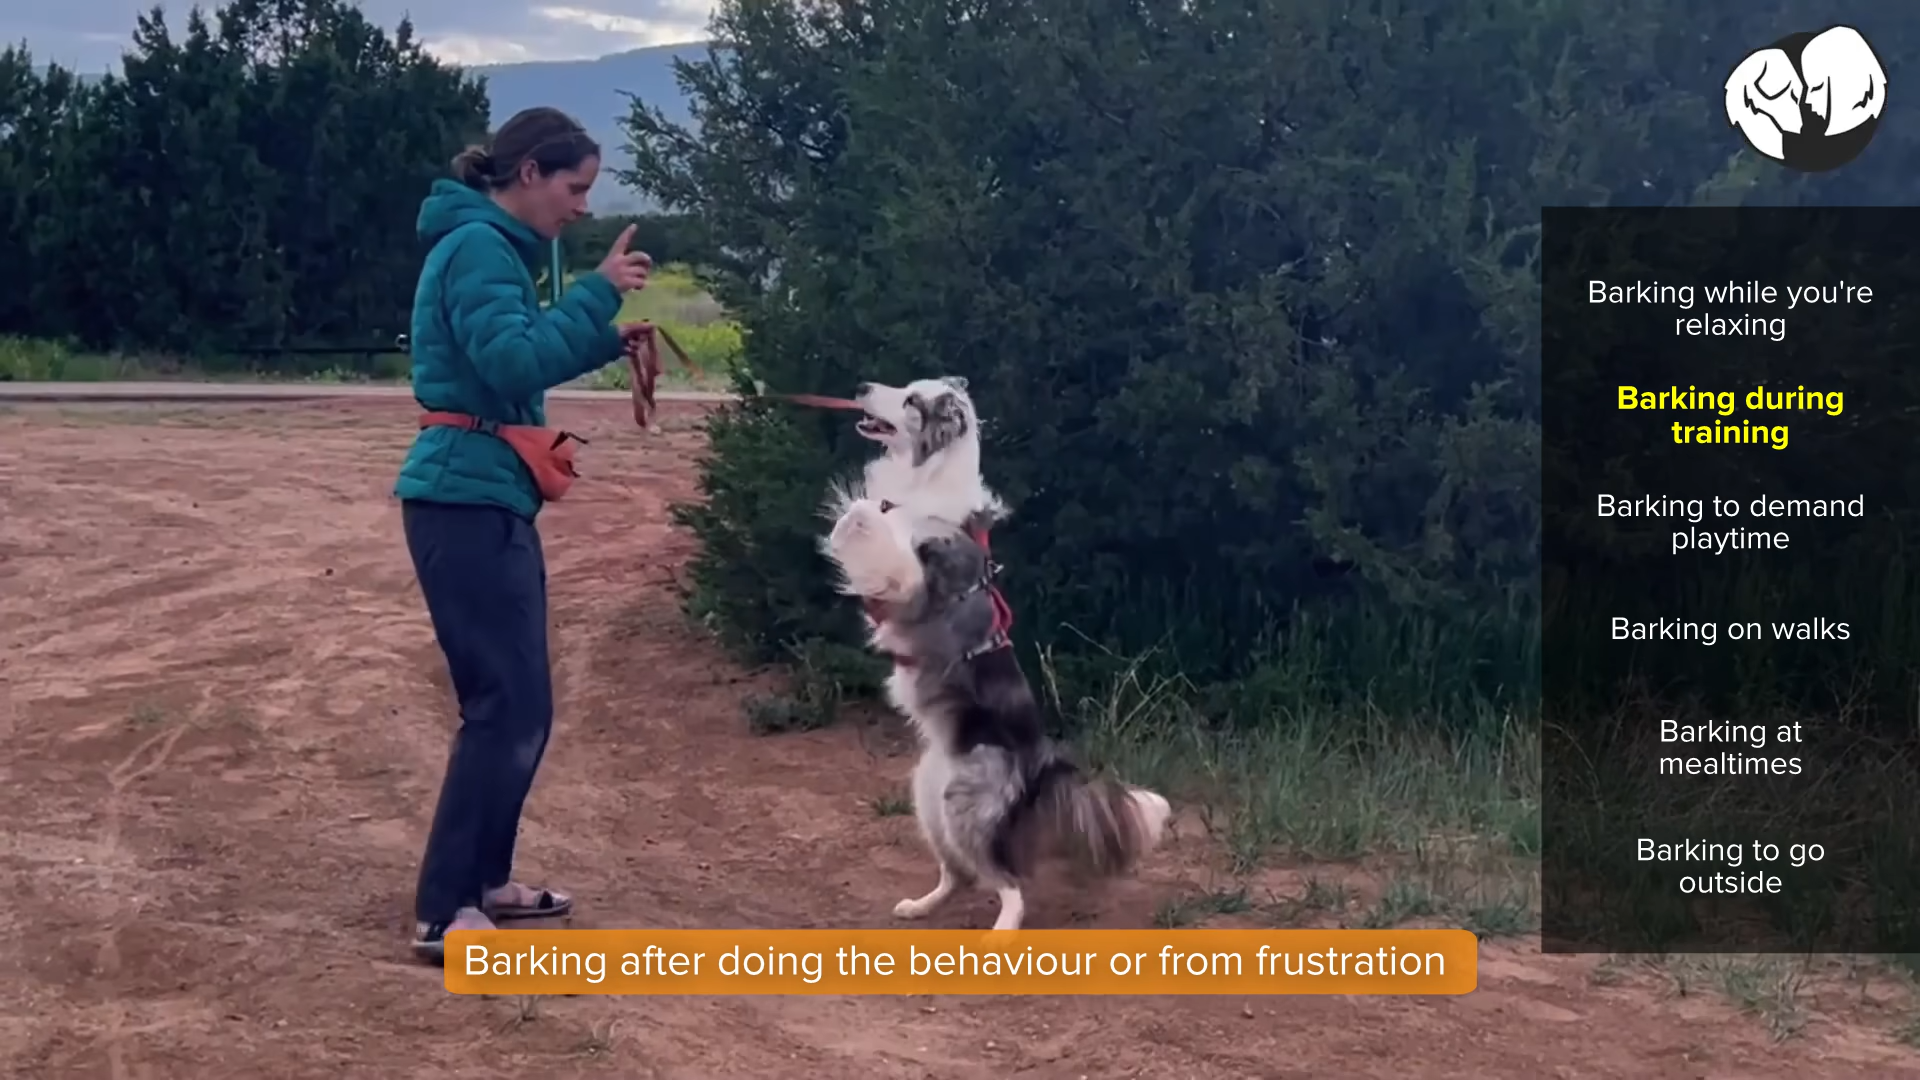 Barking while you're
relaxing
Barking during
training
Barking to demand
playtime
Barking on walks
Barking at
mealtimes
Barking to go
outside
Barking after doing the behaviour or from frustration